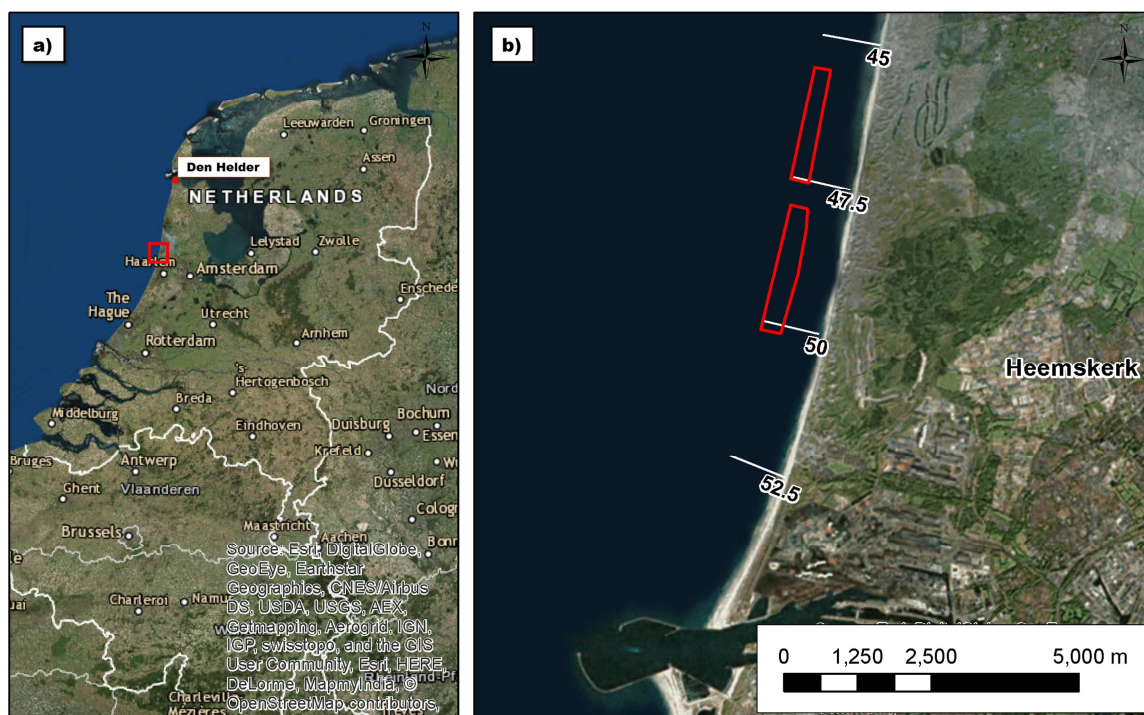 a)
N
Leeuwarden
Groningen
Assen
Den Helder
NETHERLANDS
Lelystad
Zwolle
Haarlem
Amsterdam
Enschede
The
Hague
Utrecht
Arnhem
Rotterdam
's
Hertogenbosch
Nord
Breda
Middelburg
Eindhoven
Duisburg
Bochum
Essen
Krefeld
Bruges
Antwerp
Düsseldorf
Ghent
Vlaanderen
Brussels
Maastricht
Aachen
Bonn
Charleroi
Namur
Charleville
Mézières
Rheinland-Pf
Source: Esri, DigitalGlobe,
GeoEye, Earthstar
Geographics, CNES/Airbus
DS, USDA, USGS, AEX,
Getmapping, Aerogrid, IGN,
IGP, swisstopo, and the GIS
User Community, Esri, HERE,
DeLorme, MapmyIndia, ©
OpenStreetMap contributors,
b)
N
45
47.5
50
52.5
Heemskerk
0 1,250 2,500 5,000 m